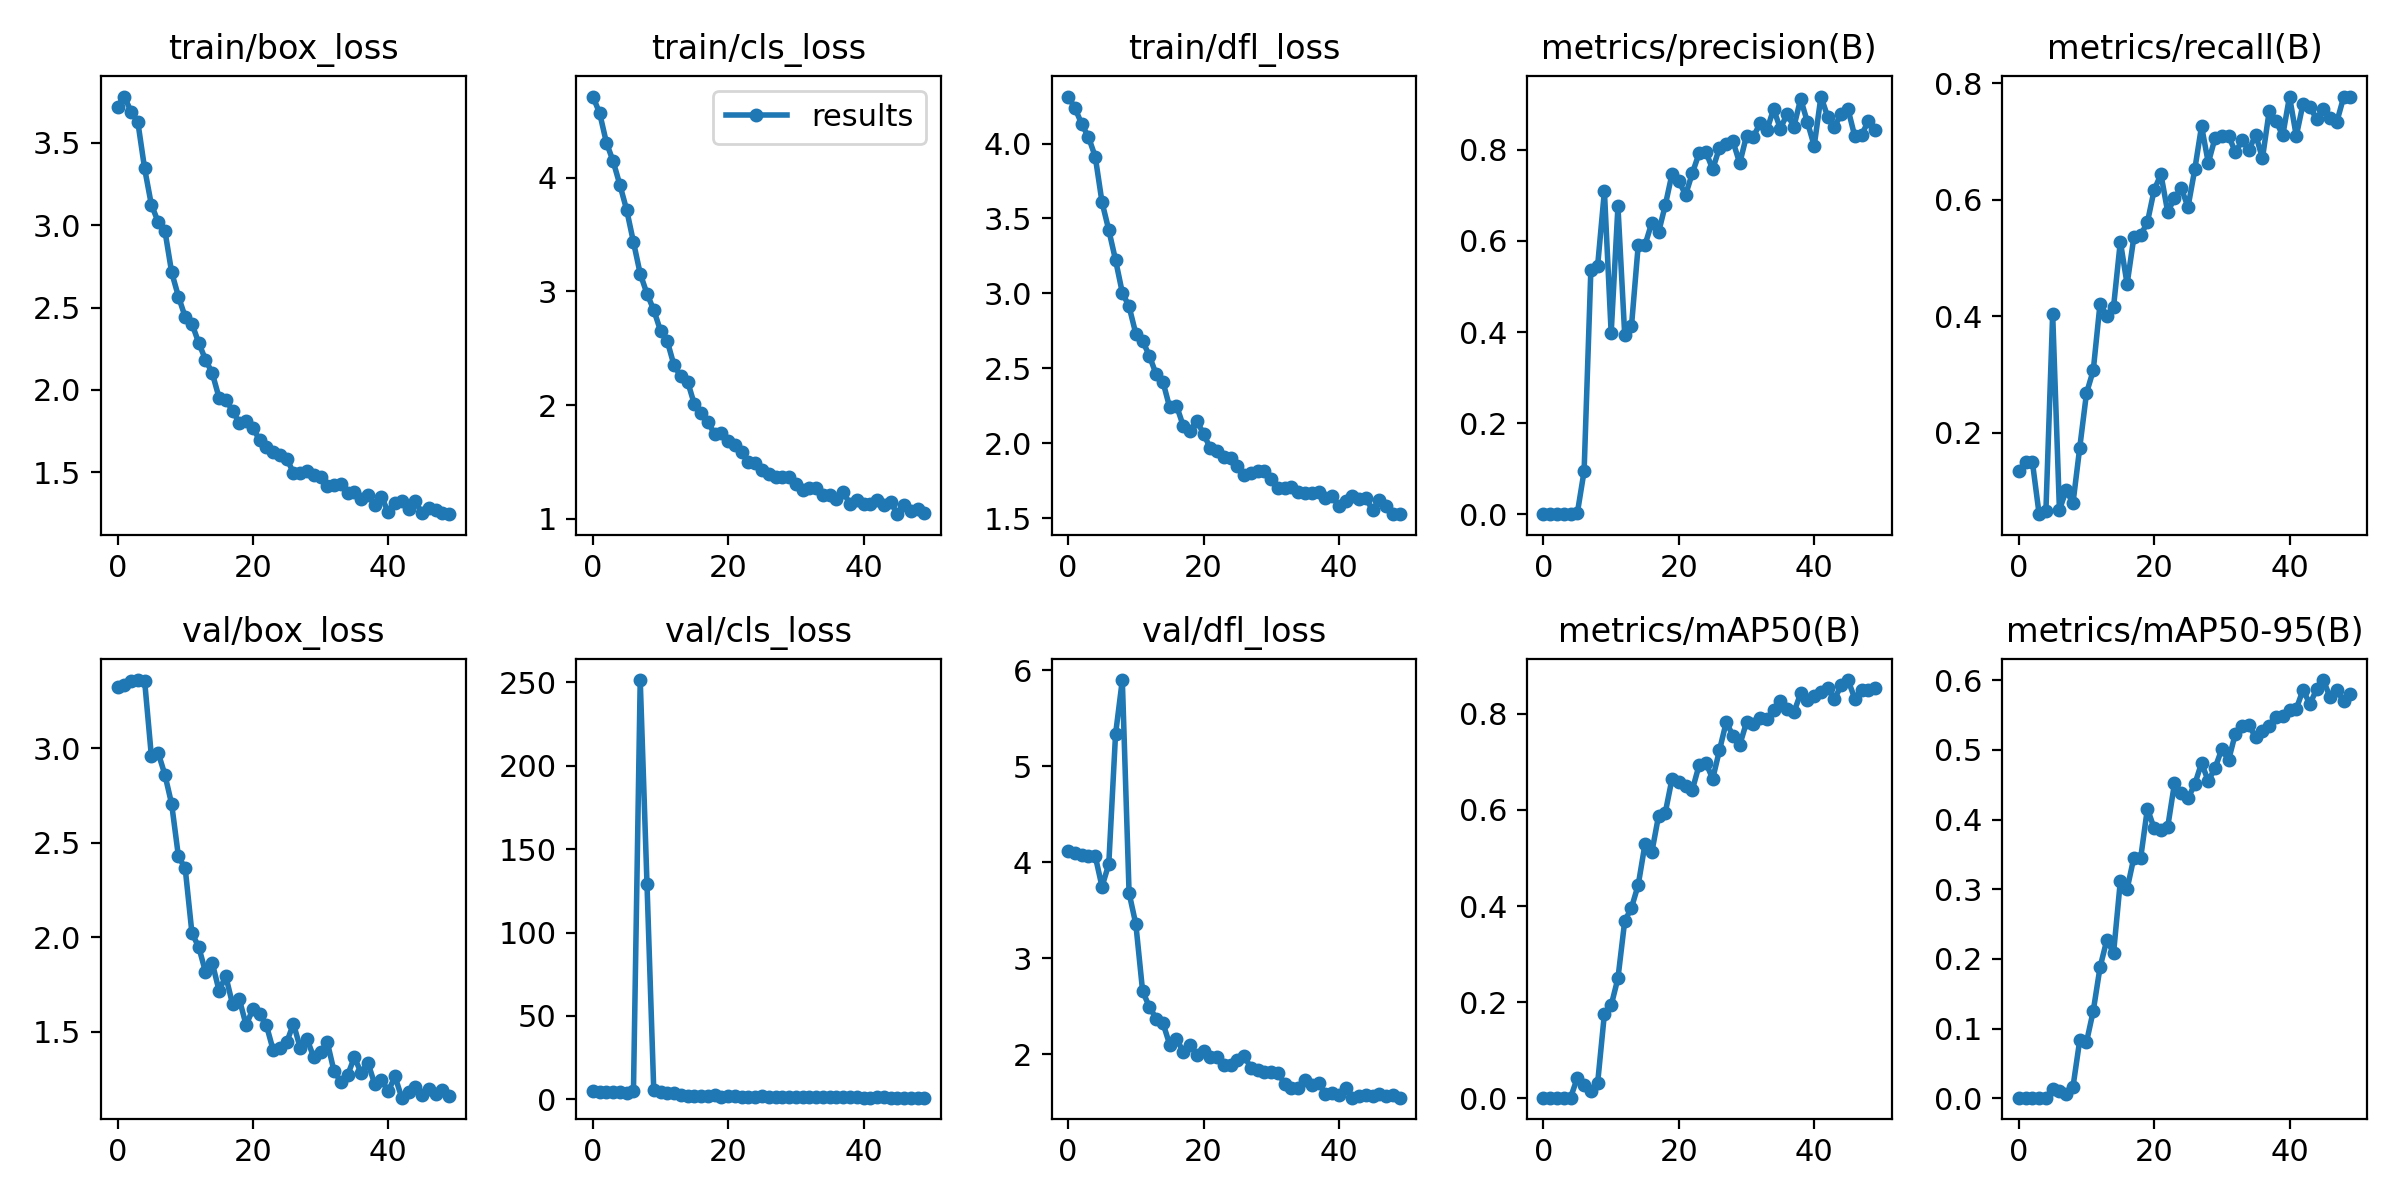 train/box_loss
train/cls_loss
train/dfl_loss
metrics/precision(B)
metrics/recall(B)
3.5
3.0
2.5
2.0
1.5
0 20 40
results
4
3
2
1
0 20 40
4.0
3.5
3.0
2.5
2.0
1.5
0 20 40
0.8
0.6
0.4
0.2
0.0
0 20 40
0.8
0.6
0.4
0.2
0 20 40
val/box_loss
val/cls_loss
val/dfl_loss
metrics/mAP50(B)
metrics/mAP50-95(B)
3.0
2.5
2.0
1.5
0 20 40
250
200
150
100
50
0
0 20 40
6
5
4
3
2
0 20 40
0.8
0.6
0.4
0.2
0.0
0 20 40
0.6
0.5
0.4
0.3
0.2
0.1
0.0
0 20 40